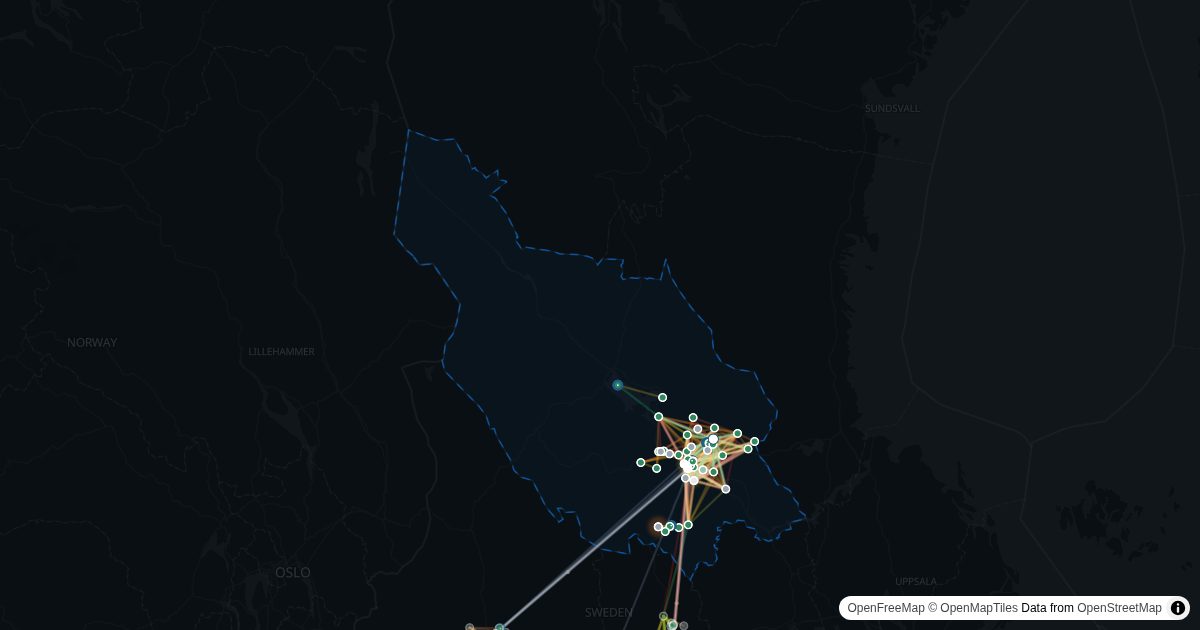 SUNDSVALL
NORWAY
LILLEHAMMER
OSLO
UPPSALA
SWEDEN
OpenFreeMap © OpenMapTiles Data from OpenStreetMap